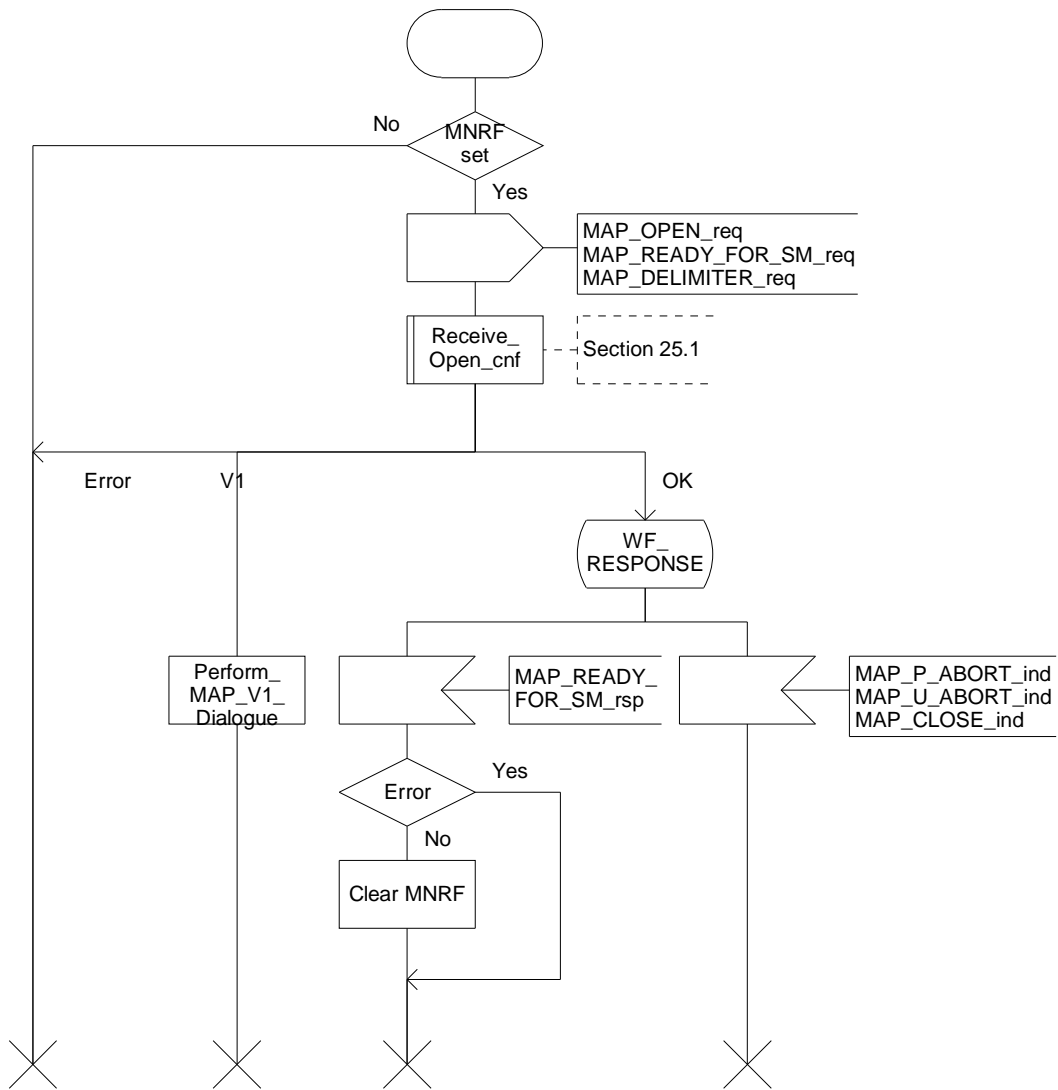 No
MNRF
set
Yes
MAP_OPEN_req
MAP_READY_FOR_SM_req
MAP_DELIMITER_req
Receive_
Open_cnf
Section 25.1
Error
V1
OK
WF_
RESPONSE
Perform_
MAP_V1_
Dialogue
MAP_READY_
FOR_SM_rsp
MAP_P_ABORT_ind
MAP_U_ABORT_ind
MAP_CLOSE_ind
Error
Yes
No
Clear MNRF